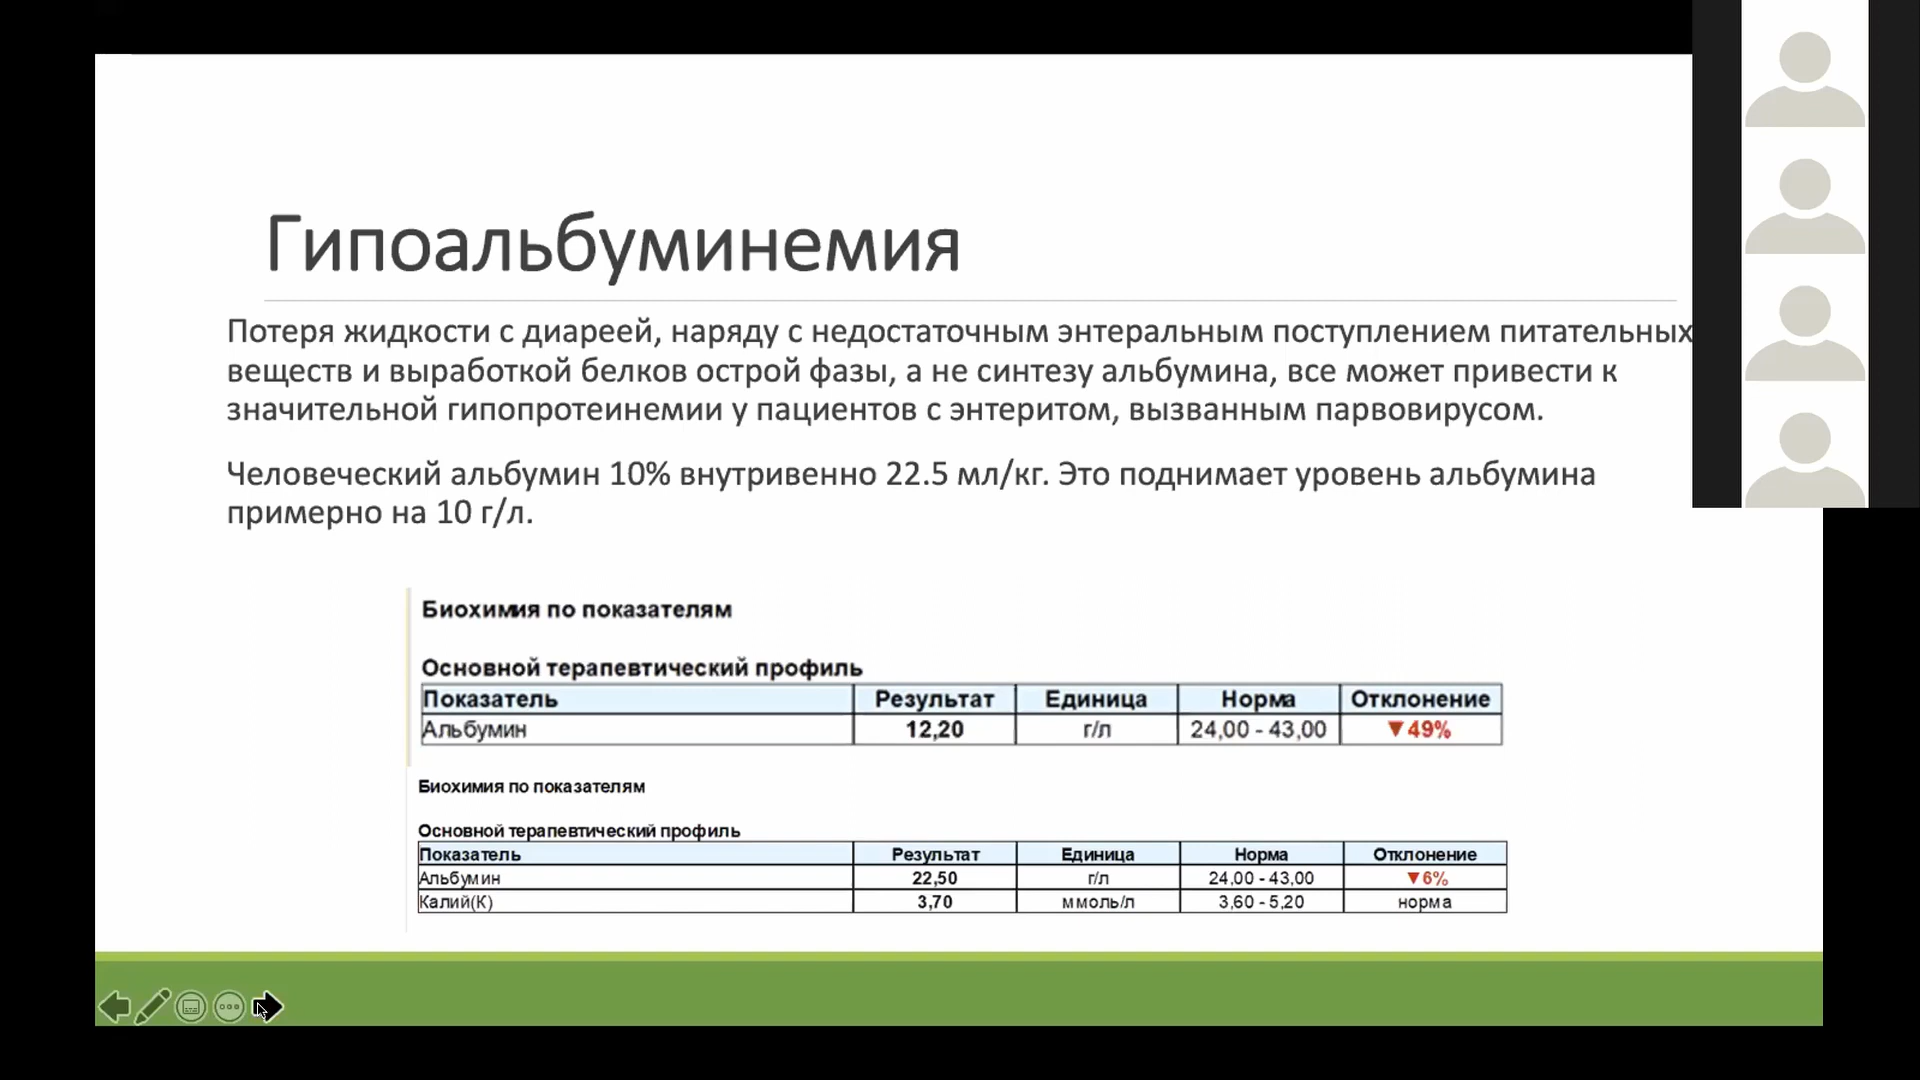 Гипоальбуминемия
Потеря жидкости с диареей, наряду с недостаточным энтеральным поступлением питательных
веществ и выработкой белков острой фазы, а не синтезу альбумина, все может привести к
значительной гипопротеинемии у пациентов с энтеритом, вызванным парвовирусом.
Человеческий альбумин 10% внутривенно 22.5 мл/кг. Это поднимает уровень альбумина
примерно на 10 г/л.
Биохимия по показателям
Основной терапевтический профиль
Показатель Результат Единица Норма Отклонение
Альбумин 12,20 г/л 24,00 - 43,00 ▼49%
Биохимия по показателям
Основной терапевтический профиль
Показатель Результат Единица Норма Отклонение
Альбумин 22,50 г/л 24,00 - 43,00 ▼6%
Калий(К) 3,70 ммоль/л 3,60 - 5,20 норма